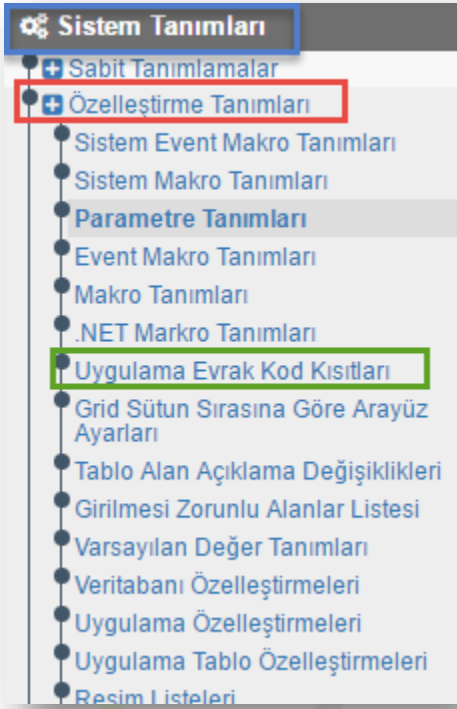 Sistem Tanımları
Sabit Tanımlamalar
Özelleştirme Tanımları
Sistem Event Makro Tanımları
Sistem Makro Tanımları
Parametre Tanımları
Event Makro Tanımları
Makro Tanımları
.NET Markro Tanımları
Uygulama Evrak Kod Kısıtları
Grid Sütun Sırasına Göre Arayüz
Ayarları
Tablo Alan Açıklama Değişiklikleri
Girilmesi Zorunlu Alanlar Listesi
Varsayılan Değer Tanımları
Veritabanı Özelleştirmeleri
Uygulama Özelleştirmeleri
Uygulama Tablo Özelleştirmeleri
Resim Listeleri